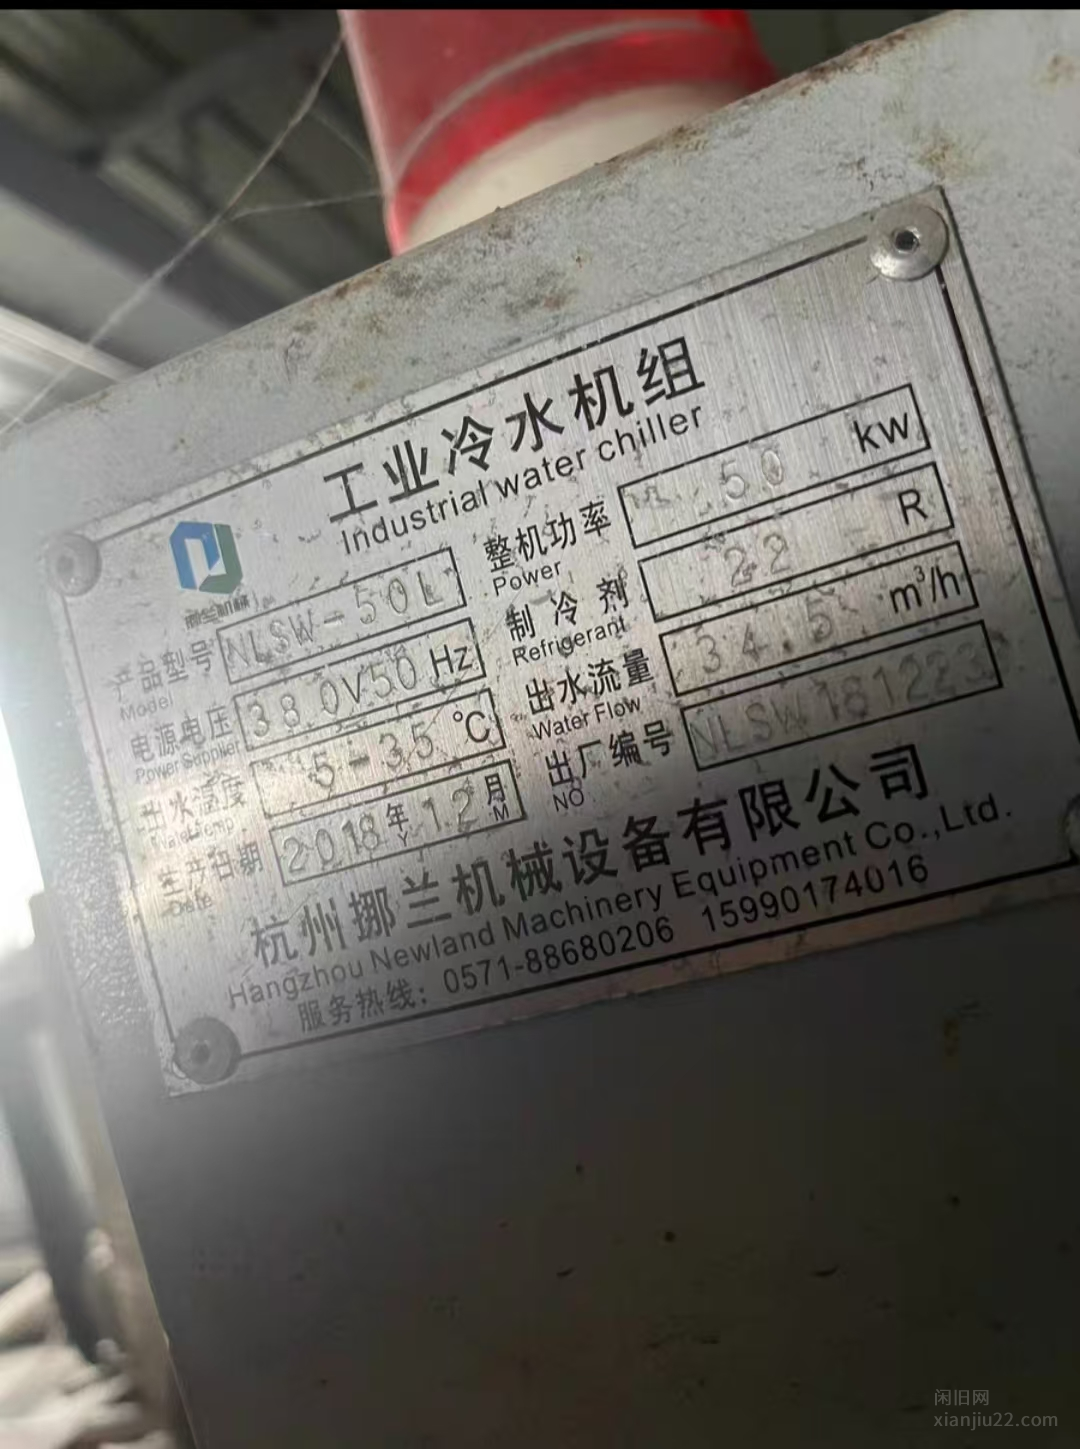 工业冷水机组
Industrial water chiller
产品型号 NLSW-50L
Model
电源电压 380V50Hz
Power Supplier
出水温度 5-35 ℃
生产日期 2018年12月
Date Y M
整机功率 50 kw
Power
制冷剂 22 R
Refrigerant
出水流量 34.5 m³/h
Water Flow
出厂编号 NLSW181223
NO
杭州挪兰机械设备有限公司
Hangzhou Newland Machinery Equipment Co.,Ltd.
服务热线：0571-88680206 15990174016
闲旧网
xianjiu22.com